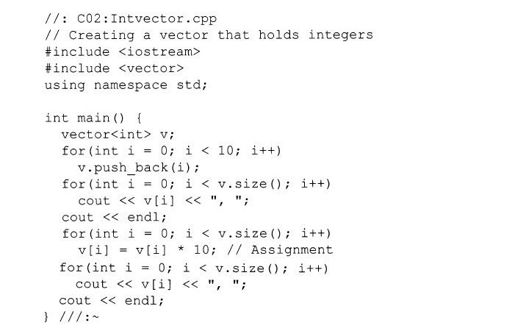 //: C02:Intvector.cpp
// Creating a vector that holds integers
#include <iostream>
#include <vector>
using namespace std;

int main() {
  vector<int> v;
  for(int i = 0; i < 10; i++)
    v.push_back(i);
  for(int i = 0; i < v.size(); i++)
    cout << v[i] << ", ";
  cout << endl;
  for(int i = 0; i < v.size(); i++)
    v[i] = v[i] * 10; // Assignment
  for(int i = 0; i < v.size(); i++)
    cout << v[i] << ", ";
  cout << endl;
} ///:~